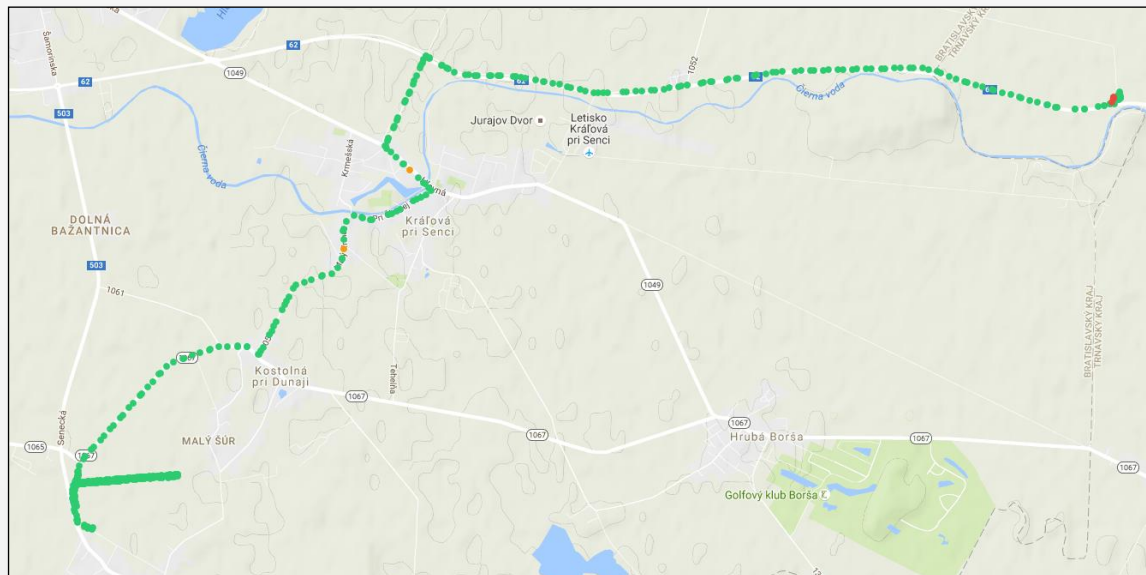 62
1052
BRATISLAVSKÝ KRAJ
TRNAVSKÝ KRAJ
Šamorínska
1049
62
503
Čierna voda
Jurajov Dvor
Letisko
Kráľová
pri Senci
Krmešská
Čierna voda
Kráľová
pri Senci
DOLNÁ
BAŽANTNICA
503
1061
1049
BRATISLAVSKÝ KRAJ
TRNAVSKÝ KRAJ
Kostolná
pri Dunaji
1067
1067
1067
Hrubá Borša
1067
1067
Senecká
1065
1067
MALÝ ŠÚR
Golfový klub Borša